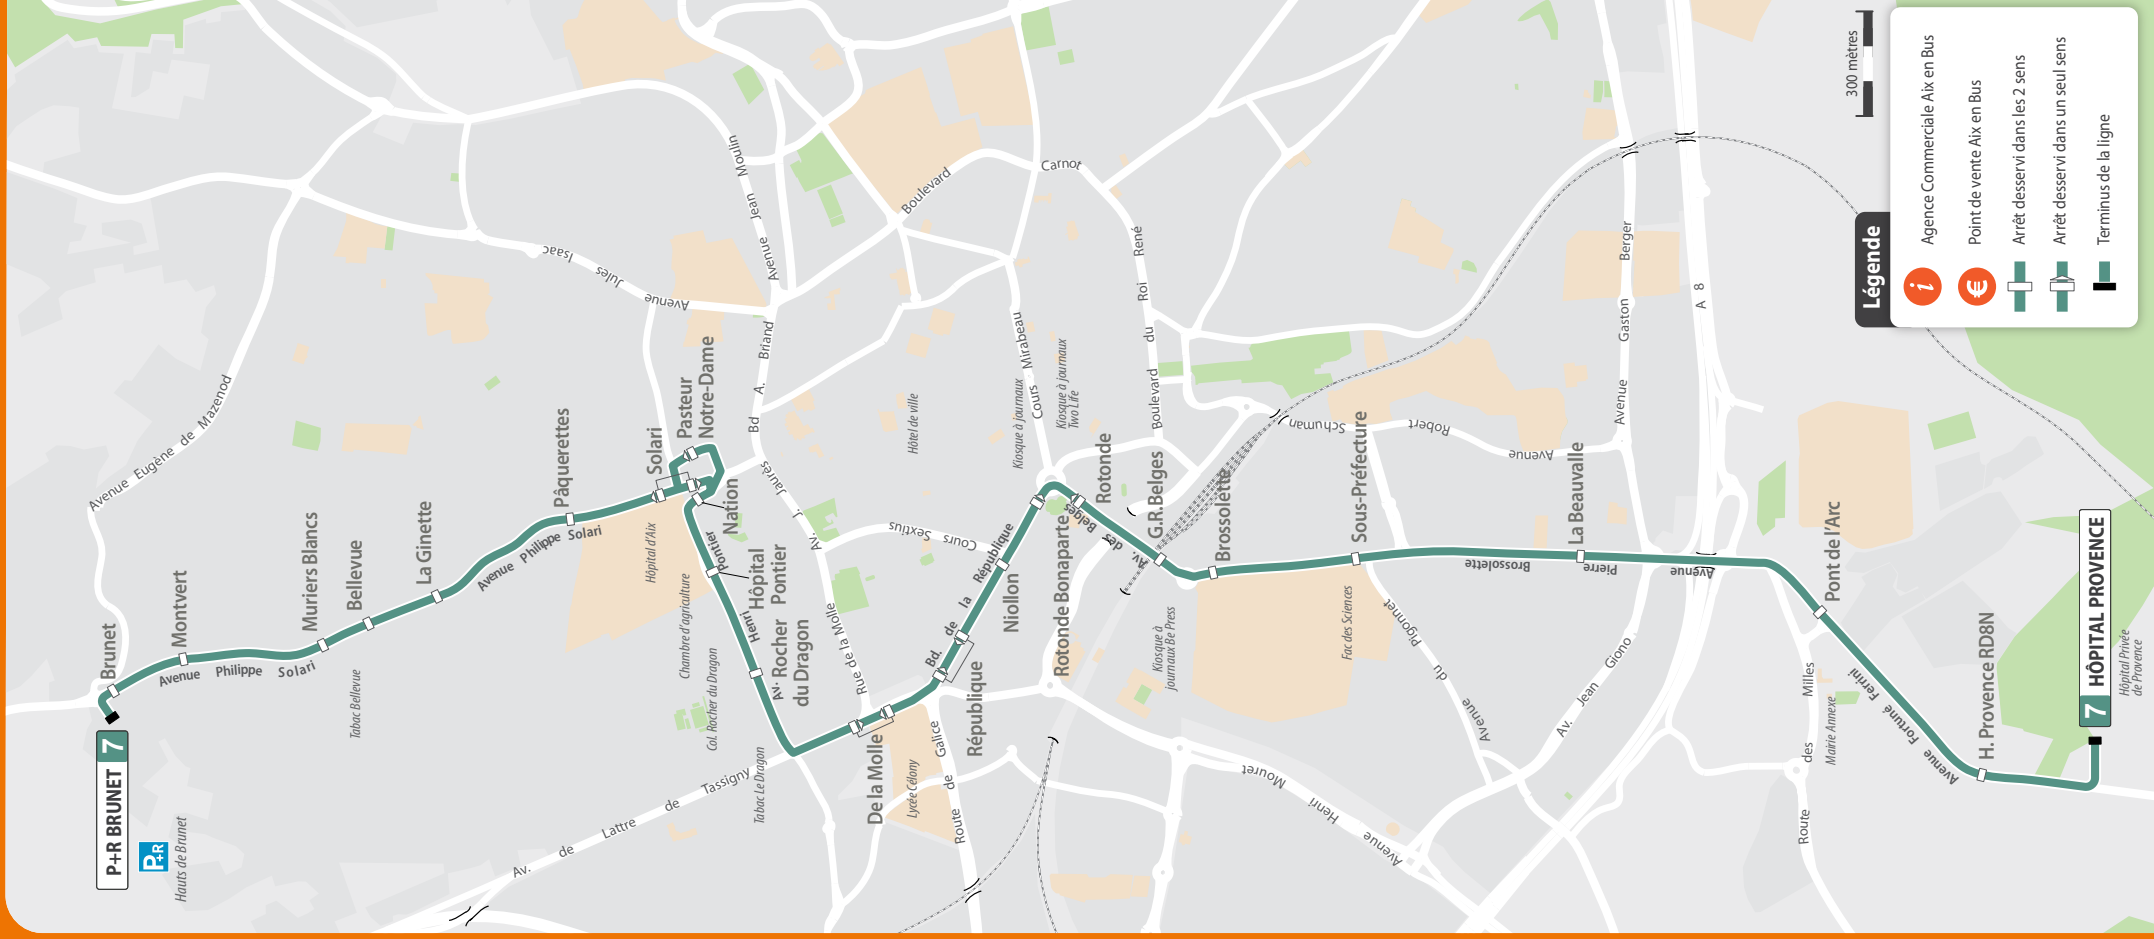 P+R BRUNET 7
P+R
Hauts de Brunet
Brunet
Montvert
Muriers Blancs
Bellevue
La Ginette
Pâquerettes
Solari
Pasteur
Notre-Dame
Nation
Hôpital
Pontier
Av. Rocher
du Dragon
De la Molle
République
Niollon
Rotonde Bonaparte
Rotonde
G.R.Belges
Brossolette
Sous-Préfecture
La Beauvalle
Pont de l'Arc
H. Provence RD8N
7 HÔPITAL PROVENCE
Hôpital Privée
de Provence
Avenue Eugène de Mazenod
Avenue Philippe Solari
Avenue Philippe Solari
Tabac Bellevue
Hôpital d'Aix
Chambre d'agriculture
Col. Rocher du Dragon
Tabac Le Dragon
Lycée Célony
Avenue Jules Isaac
Avenue Jean Moulin
Bd A. Briand
Av. J. Jaurès
Cours Sextius
Rue de la Molle
Av. Henri Pontier
Av. de Lattre de Tassigny
Bd. de la République
Route de Galice
Hôtel de ville
Kiosque à journaux
Cours Mirabeau
Kiosque à journaux
Two Life
Boulevard Carnot
Boulevard du Roi René
Av. des Belges
Kiosque à
journaux Be Press
Fac des Sciences
Avenue Robert Schuman
Avenue Gaston Berger
A 8
Avenue Pierre Brossolette
Avenue du Pigonnet
Av. Jean Giono
Avenue Henri Mouret
Route des Milles
Mairie Annexe
Avenue Fortuné Ferrini
300 mètres
Légende
i Agence Commerciale Aix en Bus
€ Point de vente Aix en Bus
Arrêt desservi dans les 2 sens
Arrêt desservi dans un seul sens
Terminus de la ligne